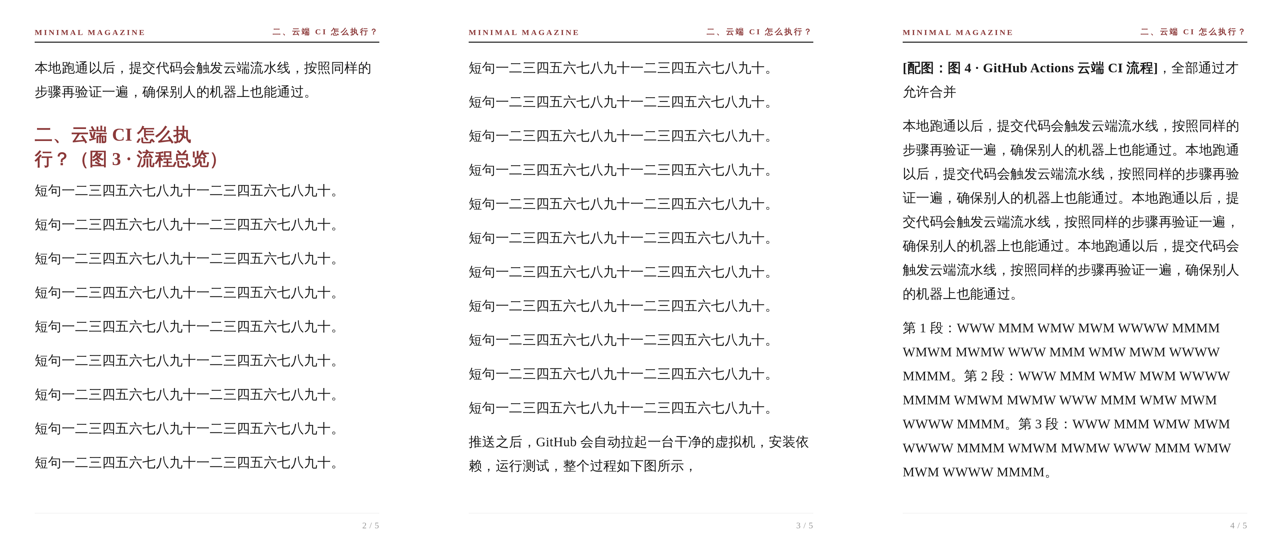 MINIMAL MAGAZINE
二、云端 CI 怎么执行？
本地跑通以后，提交代码会触发云端流水线，按照同样的
步骤再验证一遍，确保别人的机器上也能通过。
二、云端 CI 怎么执
行？（图 3 · 流程总览）
短句一二三四五六七八九十一二三四五六七八九十。
短句一二三四五六七八九十一二三四五六七八九十。
短句一二三四五六七八九十一二三四五六七八九十。
短句一二三四五六七八九十一二三四五六七八九十。
短句一二三四五六七八九十一二三四五六七八九十。
短句一二三四五六七八九十一二三四五六七八九十。
短句一二三四五六七八九十一二三四五六七八九十。
短句一二三四五六七八九十一二三四五六七八九十。
短句一二三四五六七八九十一二三四五六七八九十。
2 / 5
MINIMAL MAGAZINE
二、云端 CI 怎么执行？
短句一二三四五六七八九十一二三四五六七八九十。
短句一二三四五六七八九十一二三四五六七八九十。
短句一二三四五六七八九十一二三四五六七八九十。
短句一二三四五六七八九十一二三四五六七八九十。
短句一二三四五六七八九十一二三四五六七八九十。
短句一二三四五六七八九十一二三四五六七八九十。
短句一二三四五六七八九十一二三四五六七八九十。
短句一二三四五六七八九十一二三四五六七八九十。
短句一二三四五六七八九十一二三四五六七八九十。
短句一二三四五六七八九十一二三四五六七八九十。
短句一二三四五六七八九十一二三四五六七八九十。
推送之后，GitHub 会自动拉起一台干净的虚拟机，安装依
赖，运行测试，整个过程如下图所示，
3 / 5
MINIMAL MAGAZINE
二、云端 CI 怎么执行？
[配图：图 4 · GitHub Actions 云端 CI 流程]，全部通过才
允许合并
本地跑通以后，提交代码会触发云端流水线，按照同样的
步骤再验证一遍，确保别人的机器上也能通过。本地跑通
以后，提交代码会触发云端流水线，按照同样的步骤再验
证一遍，确保别人的机器上也能通过。本地跑通以后，提
交代码会触发云端流水线，按照同样的步骤再验证一遍，
确保别人的机器上也能通过。本地跑通以后，提交代码会
触发云端流水线，按照同样的步骤再验证一遍，确保别人
的机器上也能通过。
第 1 段：WWW MMM WMW MWM WWWW MMMM
WMWM MWMW WWW MMM WMW MWM WWWW
MMMM。第 2 段：WWW MMM WMW MWM WWWW
MMMM WMWM MWMW WWW MMM WMW MWM
WWWW MMMM。第 3 段：WWW MMM WMW MWM
WWWW MMMM WMWM MWMW WWW MMM WMW
MWM WWWW MMMM。
4 / 5